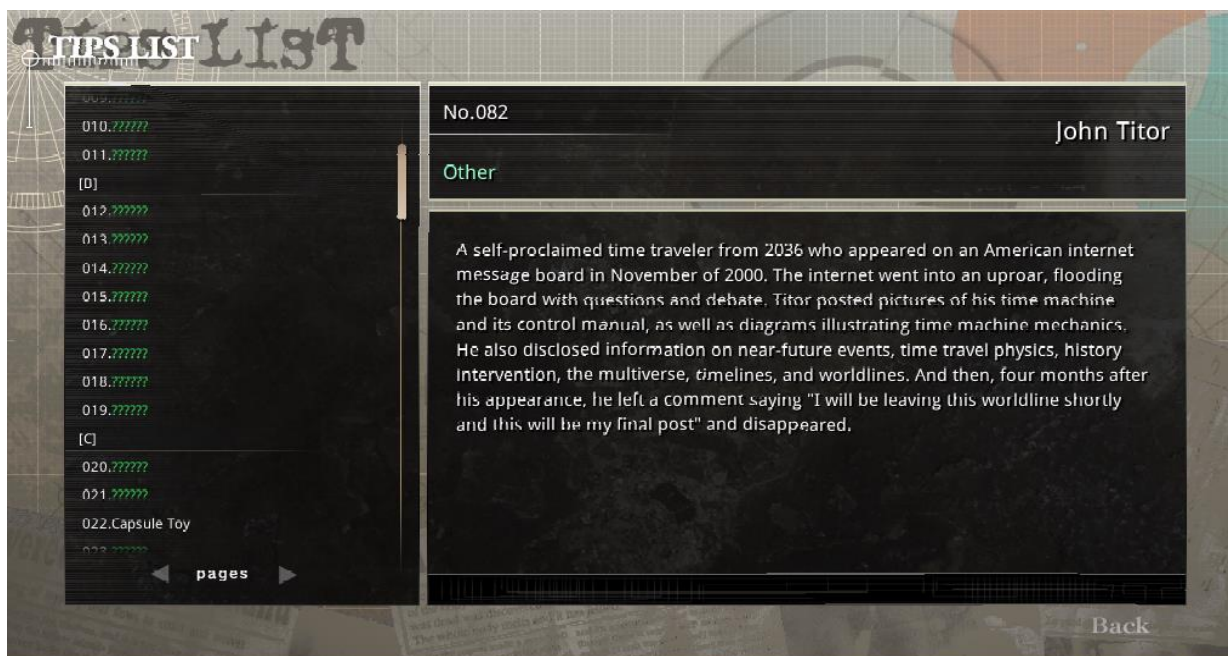 TIPS LIST
TIPS LIST
010.??????
011.??????
[D]
012.??????
013.??????
014.??????
015.??????
016.??????
017.??????
018.??????
019.??????
[C]
020.??????
021.??????
022.Capsule Toy
023.??????
pages
No.082
John Titor
Other
A self-proclaimed time traveler from 2036 who appeared on an American internet
message board in November of 2000. The internet went into an uproar, flooding
the board with questions and debate. Titor posted pictures of his time machine
and its control manual, as well as diagrams illustrating time machine mechanics.
He also disclosed information on near-future events, time travel physics, history
intervention, the multiverse, timelines, and worldlines. And then, four months after
his appearance, he left a comment saying "I will be leaving this worldline shortly
and this will be my final post" and disappeared.
Back